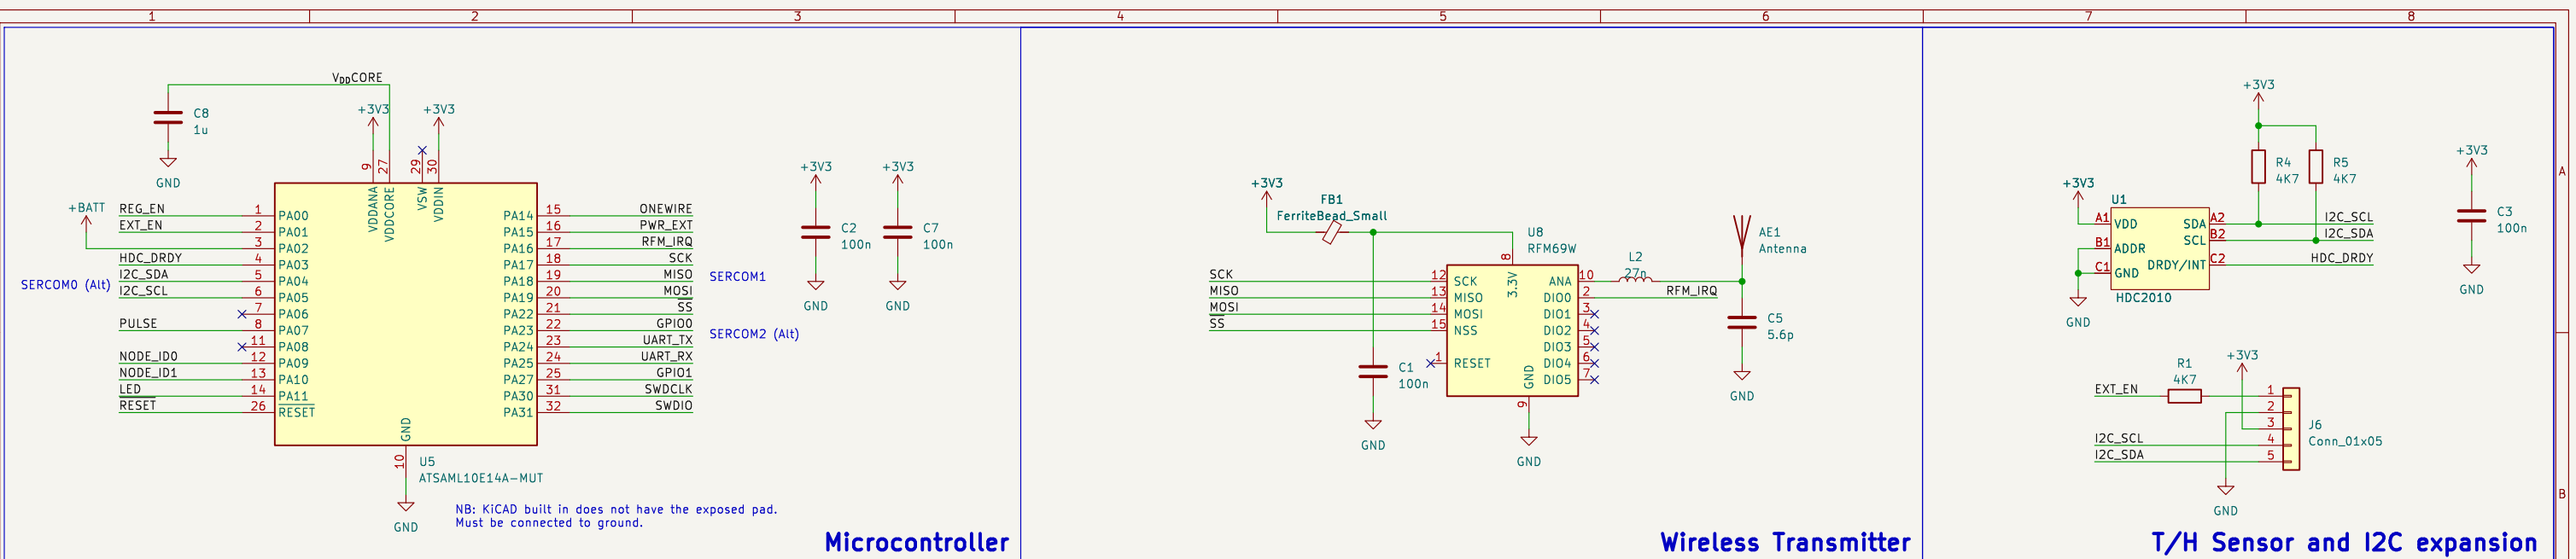 1 2 3 4 5 6 7 8
A
B
VDDCORE
C8
1u
GND
+3V3
+3V3
+BATT
9 27 29 30
VDDANA VDDCORE VSW VDDIN
REG_EN 1 PA00
EXT_EN 2 PA01
3 PA02
HDC_DRDY 4 PA03
I2C_SDA 5 PA04
I2C_SCL 6 PA05
7 PA06
PULSE 8 PA07
11 PA08
NODE_ID0 12 PA09
NODE_ID1 13 PA10
LED 14 PA11
RESET 26 RESET
SERCOM0 (Alt)
PA14 15 ONEWIRE
PA15 16 PWR_EXT
PA16 17 RFM_IRQ
PA17 18 SCK
PA18 19 MISO
PA19 20 MOSI
PA22 21 SS
PA23 22 GPIO0
PA24 23 UART_TX
PA25 24 UART_RX
PA27 25 GPIO1
PA30 31 SWDCLK
PA31 32 SWDIO
SERCOM1
SERCOM2 (Alt)
GND
10
U5
ATSAML10E14A-MUT
GND
NB: KiCAD built in does not have the exposed pad.
Must be connected to ground.
+3V3
C2
100n
GND
+3V3
C7
100n
GND
Microcontroller
+3V3
FB1
FerriteBead_Small
U8
RFM69W
8
3.3V
SCK 12 SCK
MISO 13 MISO
MOSI 14 MOSI
SS 15 NSS
1 RESET
ANA 10
DIO0 2 RFM_IRQ
DIO1 3
DIO2 4
DIO3 5
DIO4 6
DIO5 7
GND
9
GND
C1
100n
GND
L2
27n
AE1
Antenna
C5
5.6p
GND
Wireless Transmitter
+3V3
R4
4K7
R5
4K7
+3V3
U1
A1 VDD
B1 ADDR
C1 GND
SDA A2 I2C_SCL
SCL B2 I2C_SDA
DRDY/INT C2 HDC_DRDY
HDC2010
GND
+3V3
C3
100n
GND
EXT_EN
R1
4K7
+3V3
1
2
3
4
5
I2C_SCL
I2C_SDA
J6
Conn_01x05
GND
T/H Sensor and I2C expansion